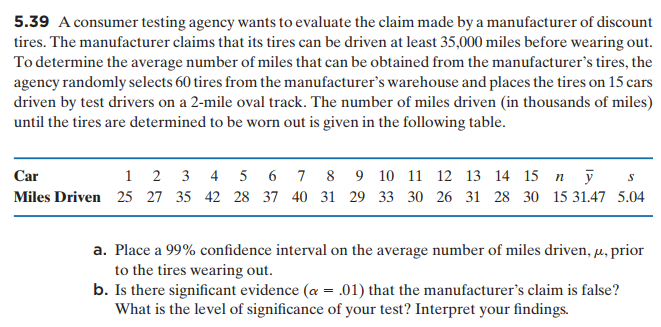 5.39 A consumer testing agency wants to evaluate the claim made by a manufacturer of discount
tires. The manufacturer claims that its tires can be driven at least 35,000 miles before wearing out.
To determine the average number of miles that can be obtained from the manufacturer's tires, the
agency randomly selects 60 tires from the manufacturer's warehouse and places the tires on 15 cars
driven by test drivers on a 2-mile oval track. The number of miles driven (in thousands of miles)
until the tires are determined to be worn out is given in the following table.
Car 1 2 3 4 5 6 7 8 9 10 11 12 13 14 15 n ȳ s
Miles Driven 25 27 35 42 28 37 40 31 29 33 30 26 31 28 30 15 31.47 5.04
a. Place a 99% confidence interval on the average number of miles driven, μ, prior
to the tires wearing out.
b. Is there significant evidence (α = .01) that the manufacturer's claim is false?
What is the level of significance of your test? Interpret your findings.